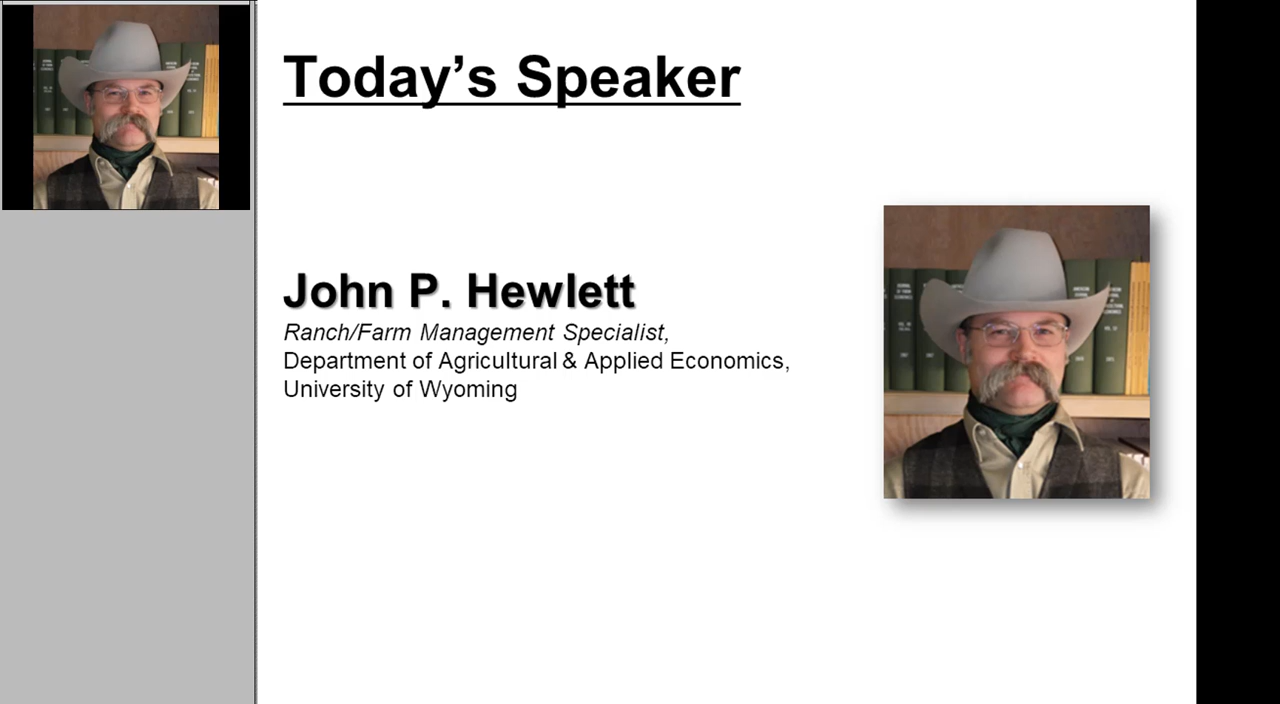 Today’s Speaker
John P. Hewlett
Ranch/Farm Management Specialist,
Department of Agricultural & Applied Economics,
University of Wyoming